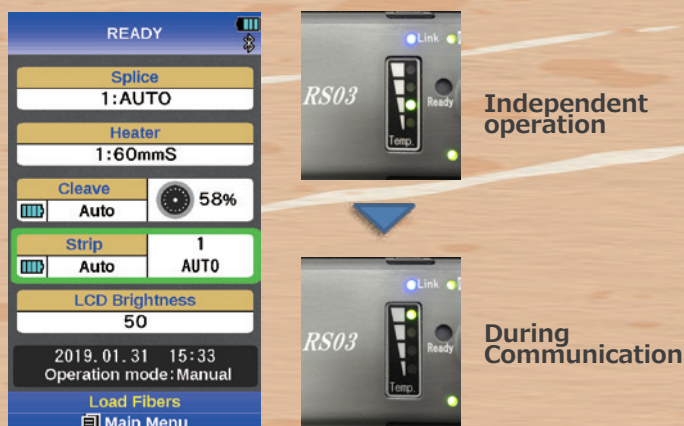 READY
Splice
1:AUTO
Heater
1:60mmS
Cleave
Auto
58%
Strip
1
Auto
AUTO
LCD Brightness
50
2019.01.31 15:33
Operation mode:Manual
Load Fibers
Main Menu
Link
RS03
Ready
Temp.
Independent
operation
Link
RS03
Ready
Temp.
During
Communication